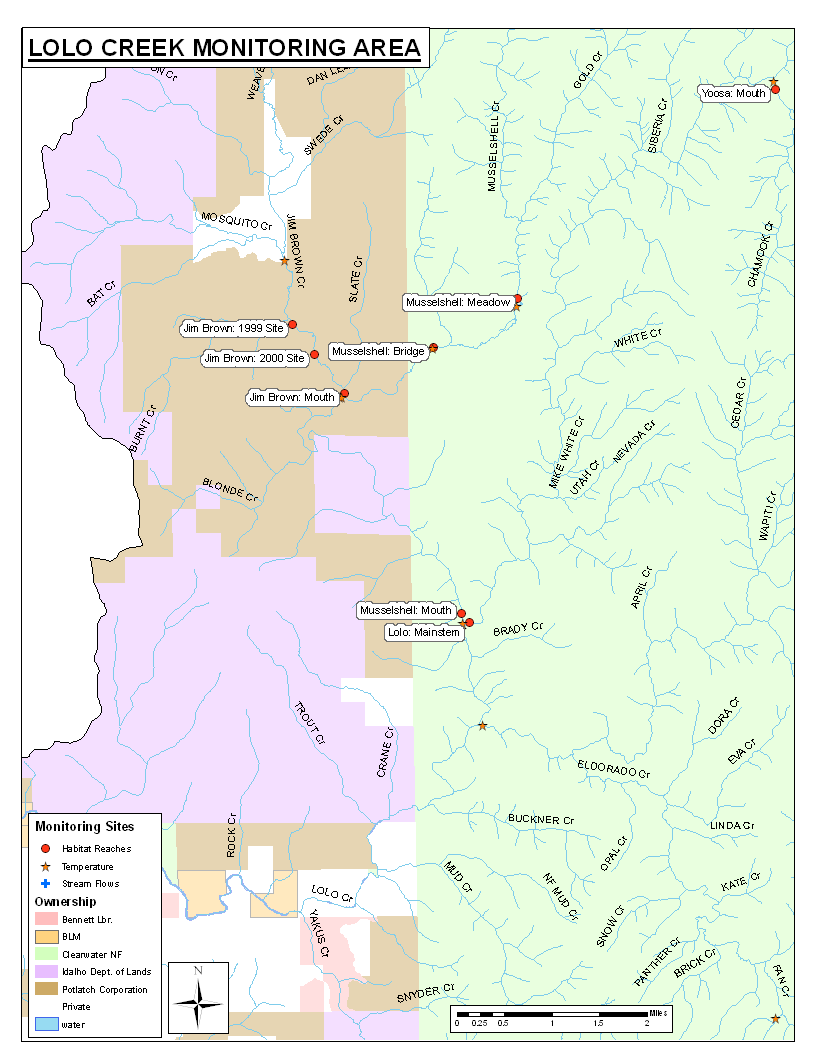 LOLO CREEK MONITORING AREA
ON Cr
WEAVE
DAN LEA
SWEDE Cr
GOLD Cr
MUSSELSHELL Cr
SIBERIA Cr
Yoosa: Mouth
MOSQUITO Cr
JIM BROWN Cr
SLATE Cr
CHAMOOK Cr
BAT Cr
Musselshell: Meadow
Jim Brown: 1999 Site
Jim Brown: 2000 Site
Musselshell: Bridge
WHITE Cr
Jim Brown: Mouth
CEDAR Cr
BURNT Cr
MIKE WHITE Cr
UTAH Cr
NEVADA Cr
BLONDE Cr
WAPITI Cr
APRIL Cr
Musselshell: Mouth
Lolo: Mainstem
BRADY Cr
TROUT Cr
CRANE Cr
DORA Cr
EVA Cr
ELDORADO Cr
BUCKNER Cr
LINDA Cr
ROCK Cr
OPAL Cr
MUD Cr
NF MUD Cr
KATE Cr
LOLO Cr
YAKUS Cr
SNOW Cr
PANTHER Cr
BRICK Cr
FAN Cr
SNYDER Cr
Monitoring Sites
Habitat Reaches
Temperature
Stream Flows
Ownership
Bennett Lbr.
BLM
Clearwater NF
Idalho Dept. of Lands
Potlatch Corporation
Private
water
N
Miles
0 0.25 0.5 1 1.5 2